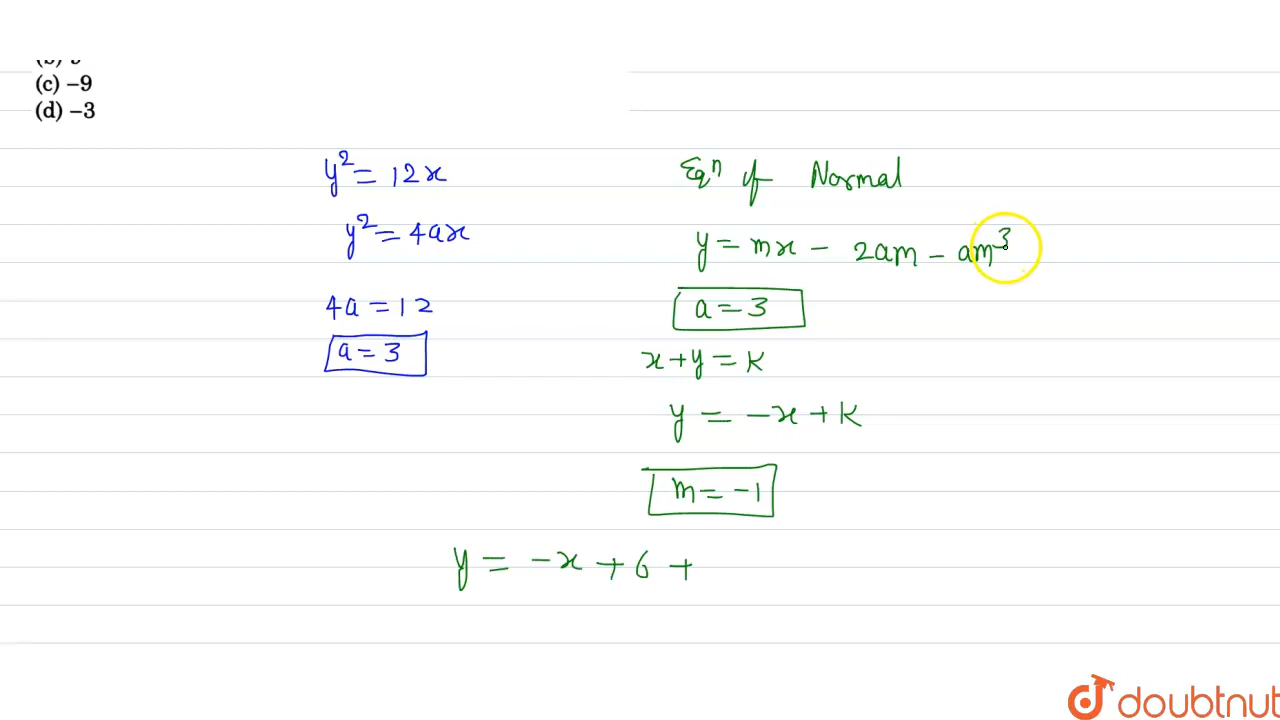 (c) −9
(d) −3
y² = 12x
y² = 4ax
4a = 12
a = 3
Eqⁿ of Normal
y = mx − 2am − am³
a = 3
x + y = k
y = −x + k
m = −1
y = −x + 6 +
doubtnut